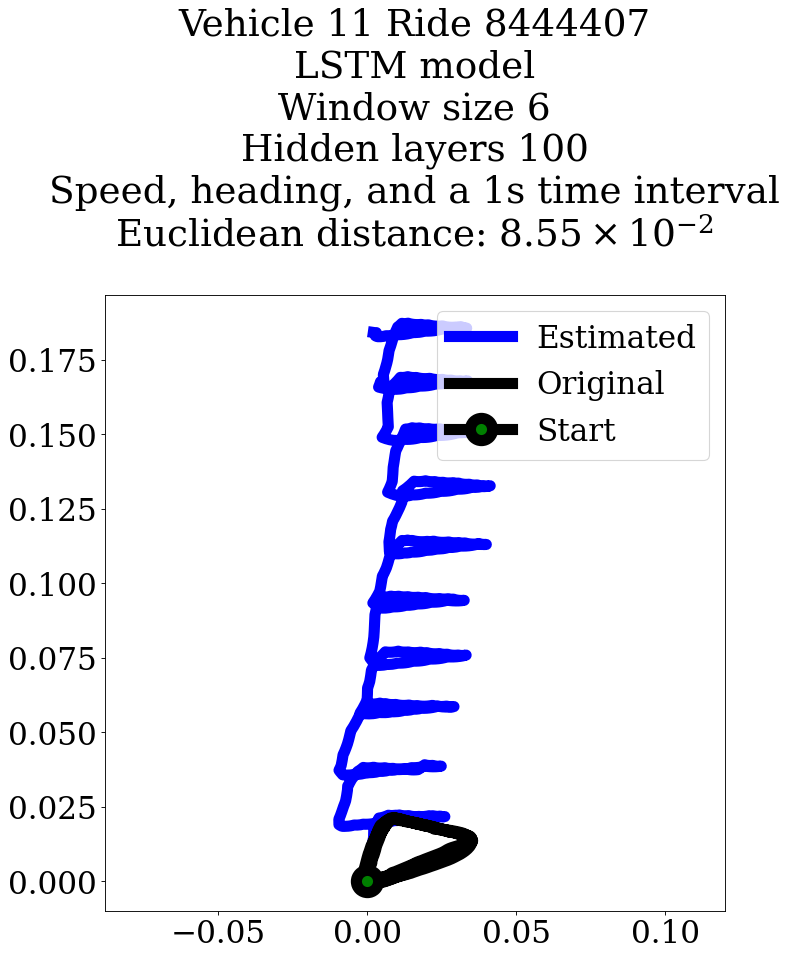 Vehicle 11 Ride 8444407
LSTM model
Window size 6
Hidden layers 100
Speed, heading, and a 1s time interval
Euclidean distance: 8.55 × 10⁻²
Estimated
Original
Start
0.175
0.150
0.125
0.100
0.075
0.050
0.025
0.000
−0.05 0.00 0.05 0.10